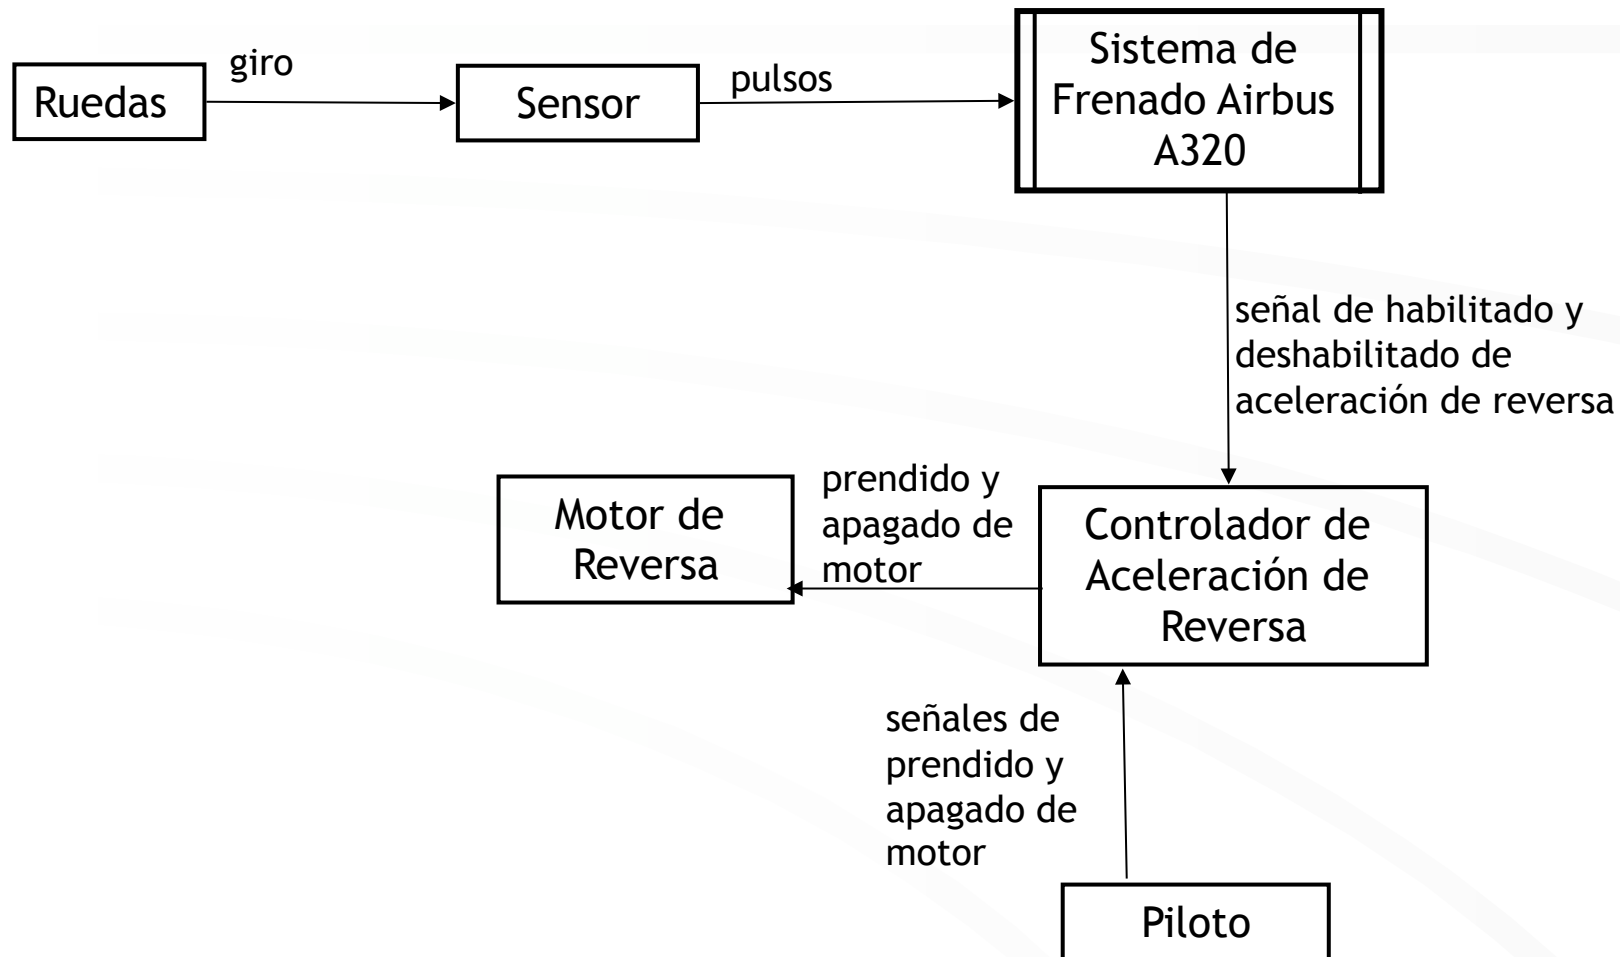 Ruedas
giro
Sensor
pulsos
Sistema de
Frenado Airbus
A320
señal de habilitado y
deshabilitado de
aceleración de reversa
Motor de
Reversa
prendido y
apagado de
motor
Controlador de
Aceleración de
Reversa
señales de
prendido y
apagado de
motor
Piloto